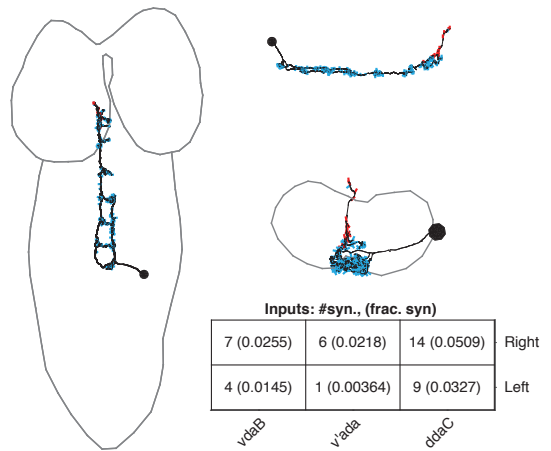 Inputs: #syn., (frac. syn)
7 (0.0255) 6 (0.0218) 14 (0.0509) Right
4 (0.0145) 1 (0.00364) 9 (0.0327) Left
vdaB v'ada ddaC